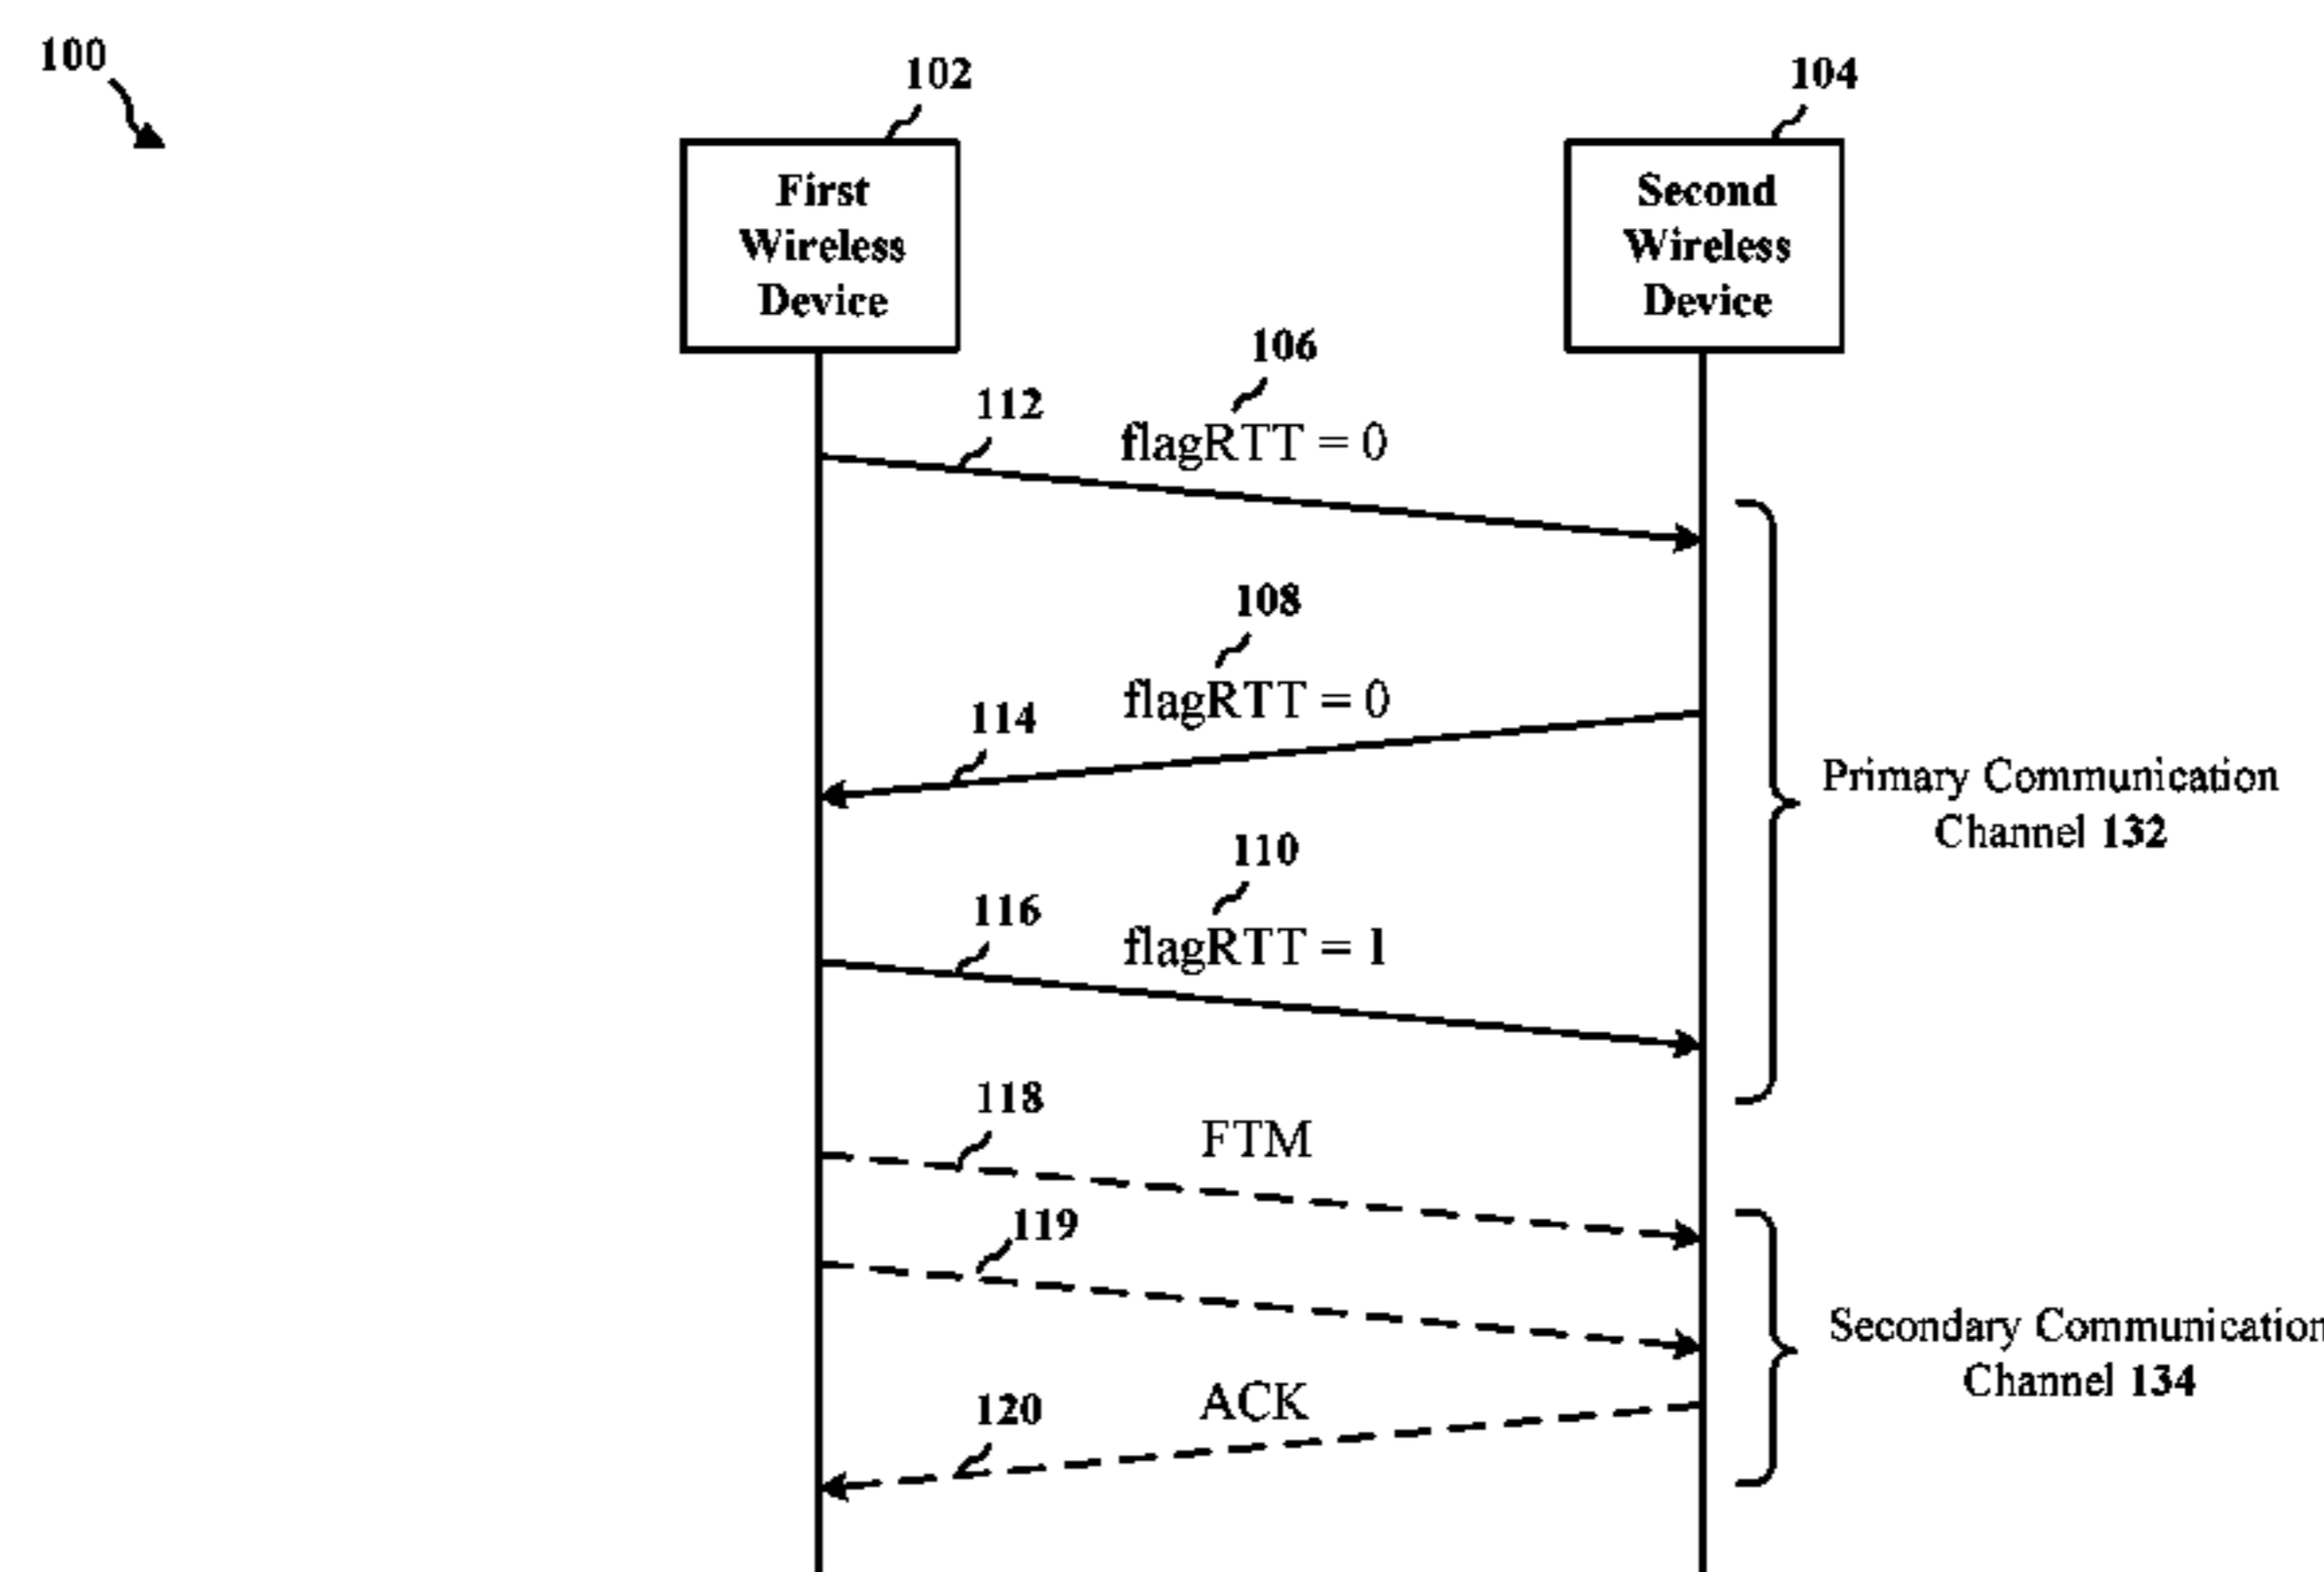 100
102
104
First
Wireless
Device
Second
Wireless
Device
106
112
flagRTT = 0
108
114
flagRTT = 0
Primary Communication
Channel 132
110
116
flagRTT = 1
118
FTM
119
Secondary Communication
Channel 134
120
ACK